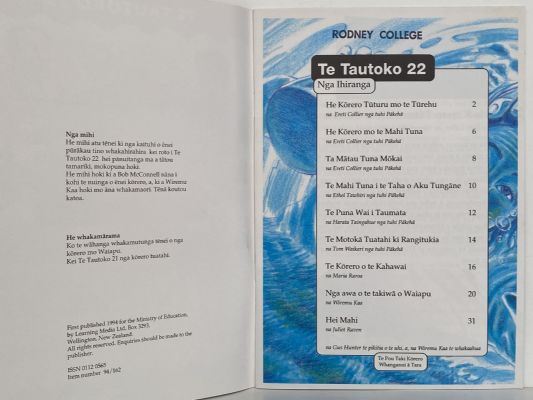 Nga mihi
He mihi atu tēnei ki nga kaituhi o ēnei
pūrākau tino whakahirahira kei roto i Te
Tautoko 22 hei pānuitanga ma a tātou
tamariki, mokopuna hoki.
He mihi hoki ki a Bob McConnell nāna i
kohi te nuinga o ēnei kōrero, a, ki a Wiremu
Kaa hoki mo āna whakamaori. Tēnā koutou
katoa.
He whakamārama
Ko te wāhanga whakamutunga tēnei o nga
kōrero mo Waiapu.
Kei Te Tautoko 21 nga kōrero tuatahi.
First published 1994 for the Ministry of Education,
by Learning Media Ltd, Box 3293,
Wellington, New Zealand.
All rights reserved. Enquiries should be made to the
publisher.
ISSN 0112 0565
Item number 94/162
RODNEY COLLEGE
Te Tautoko 22
Nga Ihiranga
He Kōrero Tūturu mo te Tūrehu 2
na Ereti Collier nga tuhi Pākehā
He Kōrero mo te Mahi Tuna 6
na Ereti Collier nga tuhi Pākehā
Ta Mātau Tuna Mōkai 8
na Ereti Collier nga tuhi Pākehā
Te Mahi Tuna i te Taha o Aku Tungāne 10
na Ethel Tauhiri nga tuhi Pākehā
Te Puna Wai i Taumata 12
na Harata Taingahue nga tuhi Pākehā
Te Motokā Tuatahi ki Rangitukia 14
na Tom Waikari nga tuhi Pākehā
Te Kōrero o te Kahawai 16
na Maria Raroa
Nga awa o te takiwā o Waiapu 20
na Wiremu Kaa
Hei Mahi 31
na Juliet Raven
na Gus Hunter te pikitia o te uhi, a, na Wiremu Kaa te whakaahua
Te Pou Taki Kōrero
Whanganui a Tara